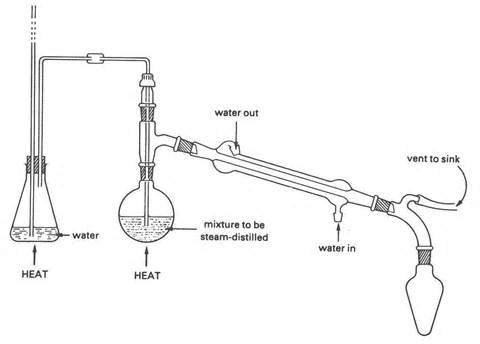 water out
vent to sink
water
mixture to be
steam-distilled
water in
HEAT
HEAT